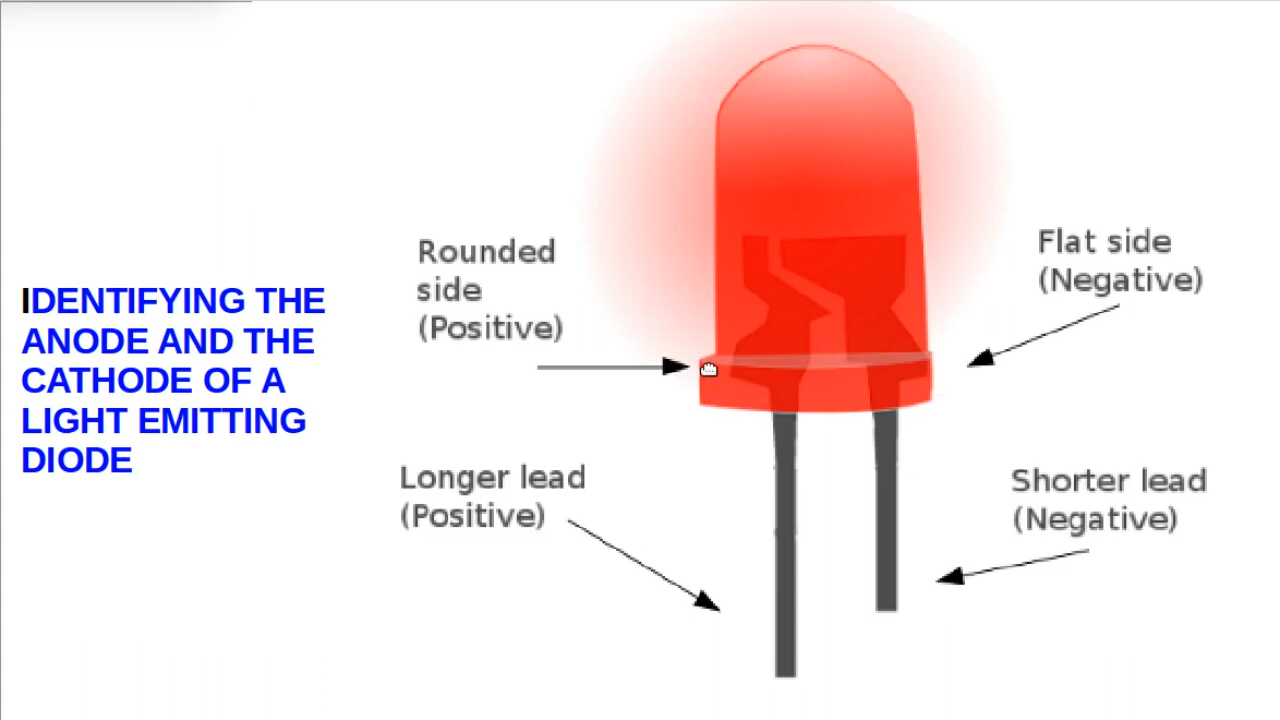 IDENTIFYING THE
ANODE AND THE
CATHODE OF A
LIGHT EMITTING
DIODE
Rounded
side
(Positive)
Flat side
(Negative)
Longer lead
(Positive)
Shorter lead
(Negative)